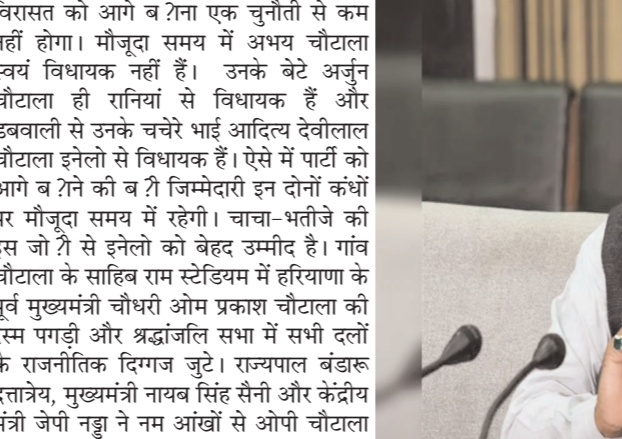 विरासत को आगे ब ?ाना एक चुनौती से कम
नहीं होगा। मौजूदा समय में अभय चौटाला
स्वयं विधायक नहीं हैं। उनके बेटे अर्जुन
चौटाला ही रानियां से विधायक हैं और
डबवाली से उनके चचेरे भाई आदित्य देवीलाल
चौटाला इनेलो से विधायक हैं। ऐसे में पार्टी को
आगे ब ?ाने की ब ?ी जिम्मेदारी इन दोनों कंधों
पर मौजूदा समय में रहेगी। चाचा-भतीजे की
इस जो ?ी से इनेलो को बेहद उम्मीद है। गांव
चौटाला के साहिब राम स्टेडियम में हरियाणा के
पूर्व मुख्यमंत्री चौधरी ओम प्रकाश चौटाला की
रस्म पगड़ी और श्रद्धांजलि सभा में सभी दलों
के राजनीतिक दिग्गज जुटे। राज्यपाल बंडारू
दत्तात्रेय, मुख्यमंत्री नायब सिंह सैनी और केंद्रीय
मंत्री जेपी नड्डा ने नम आंखों से ओपी चौटाला